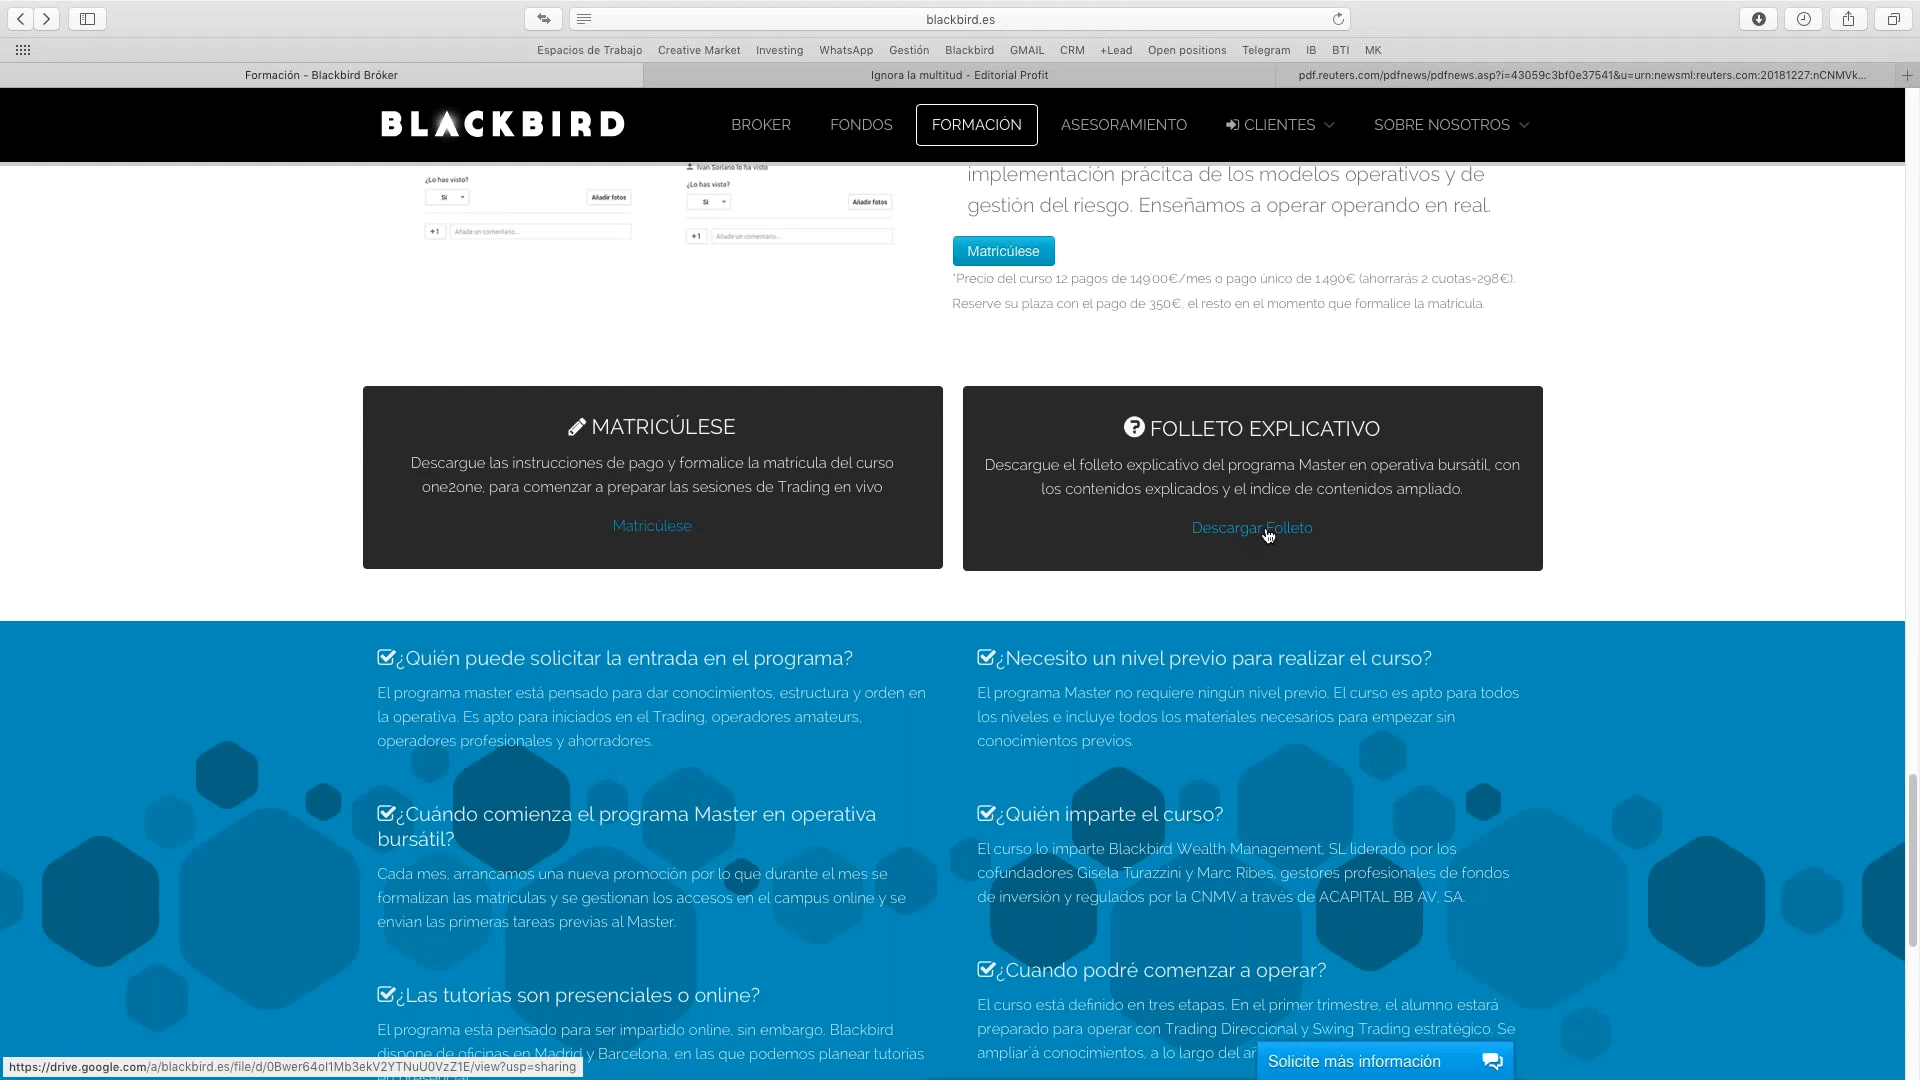 blackbird.es
Espacios de Trabajo Creative Market Investing WhatsApp Gestión Blackbird GMAIL CRM +Lead Open positions Telegram IB BTI MK
Formación - Blackbird Bróker
Ignora la multitud - Editorial Profit
pdf.reuters.com/pdfnews/pdfnews.asp?i=43059c3bf0e37541&u=urn:newsml:reuters.com:20181227:nCNMVk...
BLACKBIRD
BROKER FONDOS FORMACIÓN ASESORAMIENTO CLIENTES SOBRE NOSOTROS
¿Lo has visto?
Si
Añadir fotos
+1 Añade un comentario...
Ivan Soriano lo ha visto
¿Lo has visto?
Si
Añadir fotos
+1 Añade un comentario...
implementación prácitca de los modelos operativos y de
gestión del riesgo. Enseñamos a operar operando en real.
Matricúlese
*Precio del curso 12 pagos de 149'00€/mes o pago único de 1.490€ (ahorrarás 2 cuotas=298€).
Reserve su plaza con el pago de 350€, el resto en el momento que formalice la matrícula.
MATRICÚLESE
Descargue las instrucciones de pago y formalice la matrícula del curso
one2one, para comenzar a preparar las sesiones de Trading en vivo
Matricúlese
FOLLETO EXPLICATIVO
Descargue el folleto explicativo del programa Master en operativa bursátil, con
los contenidos explicados y el indice de contenidos ampliado.
Descargar Folleto
¿Quién puede solicitar la entrada en el programa?
El programa master está pensado para dar conocimientos, estructura y orden en
la operativa. Es apto para iniciados en el Trading, operadores amateurs,
operadores profesionales y ahorradores.
¿Necesito un nivel previo para realizar el curso?
El programa Master no requiere ningún nivel previo. El curso es apto para todos
los niveles e incluye todos los materiales necesarios para empezar sin
conocimientos previos.
¿Cuándo comienza el programa Master en operativa
bursátil?
Cada mes, arrancamos una nueva promoción por lo que durante el mes se
formalizan las matrículas y se gestionan los accesos en el campus online y se
envían las primeras tareas previas al Master.
¿Quién imparte el curso?
El curso lo imparte Blackbird Wealth Management, SL liderado por los
cofundadores Gisela Turazzini y Marc Ribes, gestores profesionales de fondos
de inversión y regulados por la CNMV a través de ACAPITAL BB AV, SA.
¿Las tutorías son presenciales o online?
El programa está pensado para ser impartido online, sin embargo, Blackbird
dispone de oficinas en Madrid y Barcelona, en las que podemos planear tutorías
¿Cuando podré comenzar a operar?
El curso está definido en tres etapas. En el primer trimestre, el alumno estará
preparado para operar con Trading Direccional y Swing Trading estratégico. Se
ampliar´á conocimientos, a lo largo del
Solicite más información
https://drive.google.com/a/blackbird.es/file/d/0Bwer64oI1Mb3ekV2YTNuU0VzZ1E/view?usp=sharing